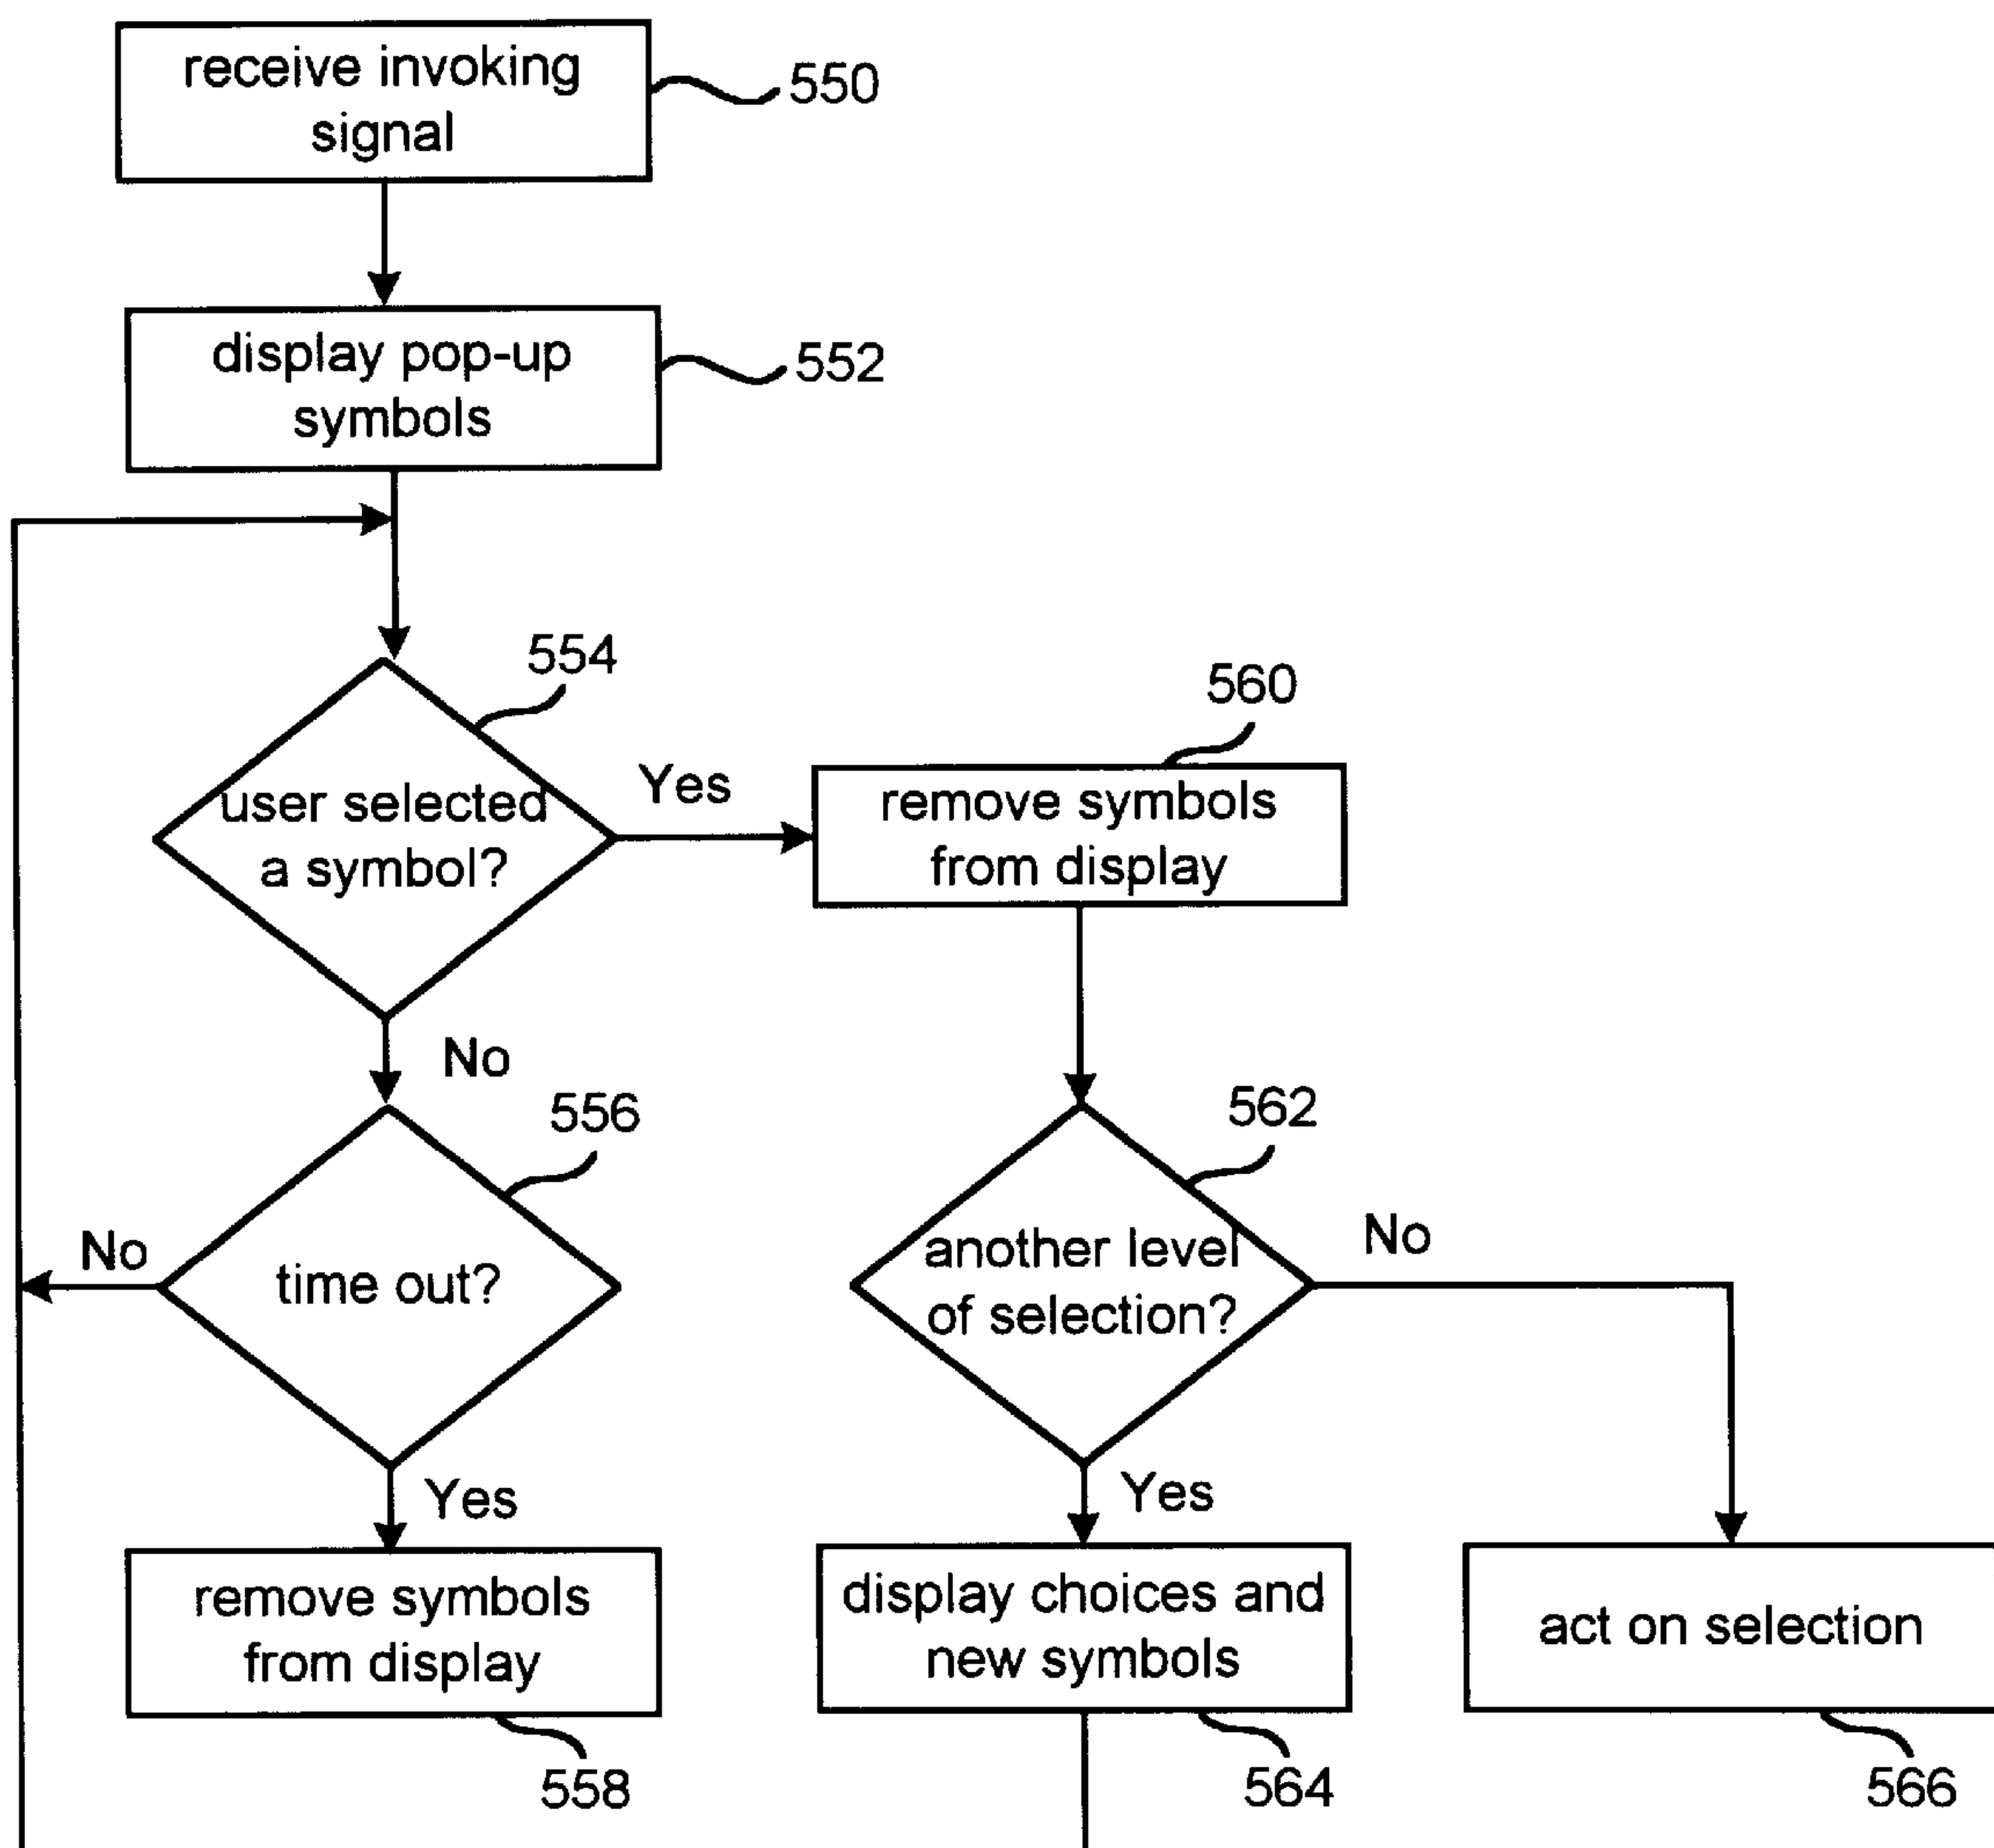 receive invoking
signal
550
display pop-up
symbols
552
554
user selected
a symbol?
Yes
No
560
remove symbols
from display
556
time out?
No
Yes
562
another level
of selection?
No
Yes
remove symbols
from display
558
display choices and
new symbols
564
act on selection
566